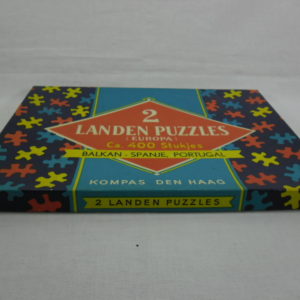 2
LANDEN PUZZLES
(EUROPA)
Ca. 400 Stukjes
BALKAN - SPANJE, PORTUGAL
KOMPAS DEN HAAG
2 LANDEN PUZZLES